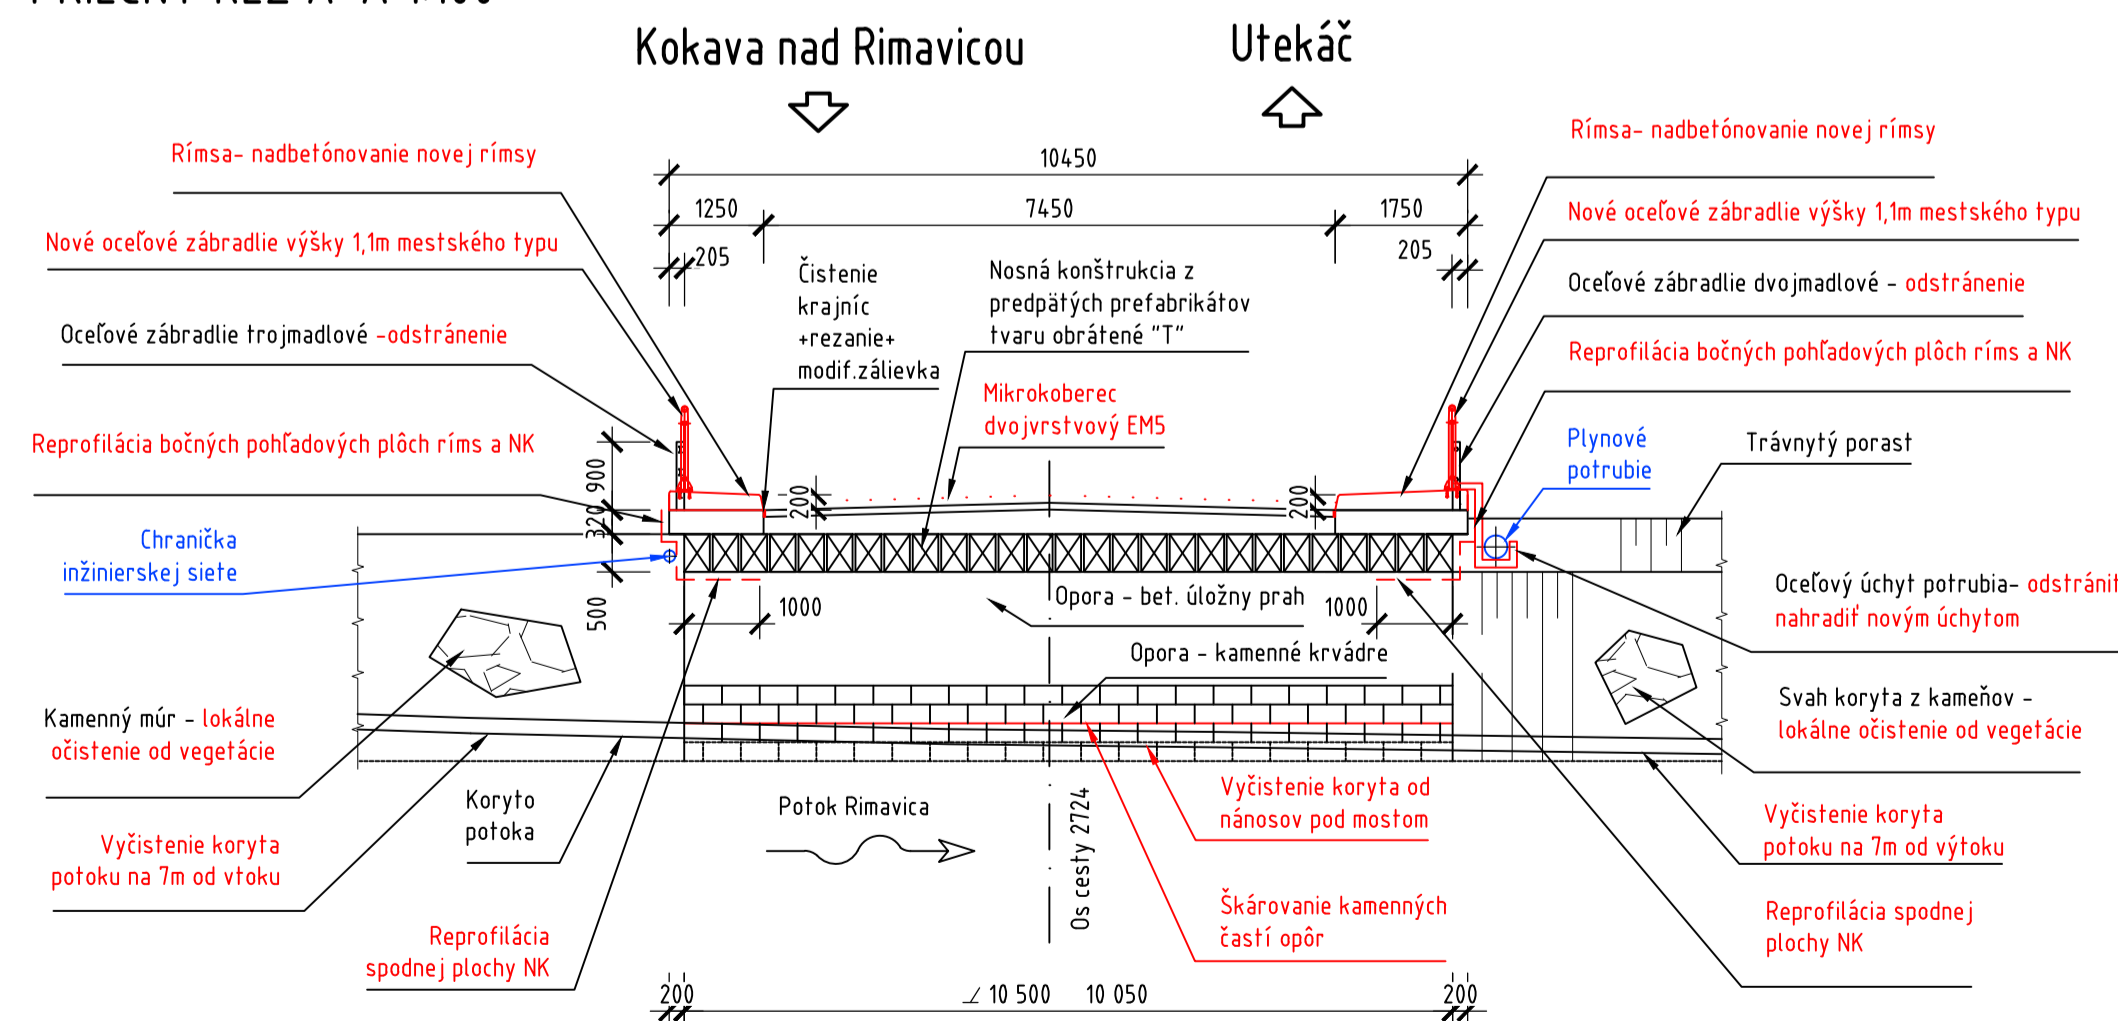 Kokava nad Rimavicou
Utekáč
Rímsa- nadbetónovanie novej rímsy
Nové oceľové zábradlie výšky 1,1m mestského typu
Oceľové zábradlie trojmadlové -odstránenie
Reprofilácia bočných pohľadových plôch ríms a NK
Chranička
inžinierskej siete
Kamenný múr - lokálne
očistenie od vegetácie
Vyčistenie koryta
potoku na 7m od vtoku
Koryto
potoka
Reprofilácia
spodnej plochy NK
10450
1250
7450
1750
205
205
Čistenie
krajníc
+rezanie+
modif.zálievka
Nosná konštrukcia z
predpätých prefabrikátov
tvaru obrátené "T"
Mikrokoberec
dvojvrstvový EM5
900
320
500
200
200
1000
1000
Opora - bet. úložny prah
Opora - kamenné krvádre
Potok Rimavica
Os cesty 2724
Vyčistenie koryta od
nánosov pod mostom
Škárovanie kamenných
častí opôr
200
10 500
10 050
200
Rímsa- nadbetónovanie novej rímsy
Nové oceľové zábradlie výšky 1,1m mestského typu
Oceľové zábradlie dvojmadlové - odstránenie
Reprofilácia bočných pohľadových plôch ríms a NK
Plynové
potrubie
Trávnytý porast
Oceľový úchyt potrubia- odstrániť
nahradiť novým úchytom
Svah koryta z kameňov -
lokálne očistenie od vegetácie
Vyčistenie koryta
potoku na 7m od výtoku
Reprofilácia spodnej
plochy NK